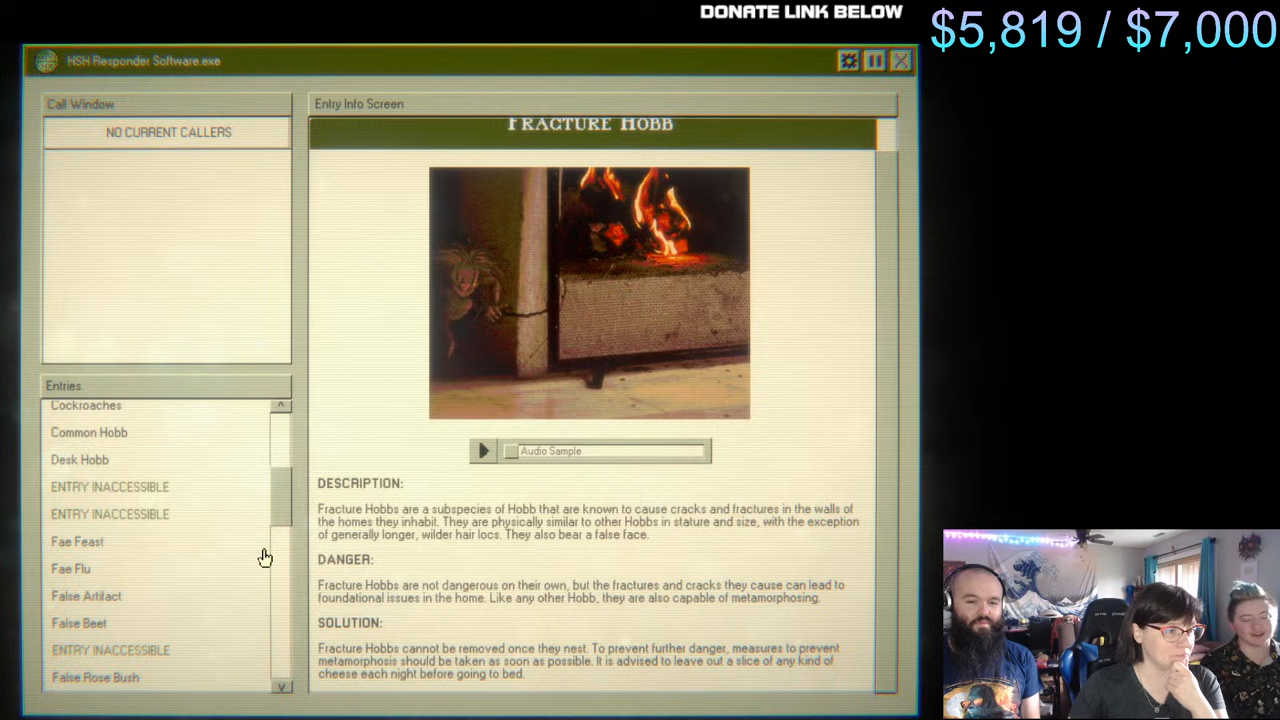 DONATE LINK BELOW
$5,819 / $7,000
HSH Responder Software.exe
Call Window
NO CURRENT CALLERS
Entries
Cockroaches
Common Hobb
Desk Hobb
ENTRY INACCESSIBLE
ENTRY INACCESSIBLE
Fae Feast
Fae Flu
False Artifact
False Beet
ENTRY INACCESSIBLE
False Rose Bush
Entry Info Screen
FRACTURE HOBB
Audio Sample
DESCRIPTION:
Fracture Hobbs are a subspecies of Hobb that are known to cause cracks and fractures in the walls of
the homes they inhabit. They are physically similar to other Hobbs in stature and size, with the exception
of generally longer, wilder hair locs. They also bear a false face.
DANGER:
Fracture Hobbs are not dangerous on their own, but the fractures and cracks they cause can lead to
foundational issues in the home. Like any other Hobb, they are also capable of metamorphosing.
SOLUTION:
Fracture Hobbs cannot be removed once they nest. To prevent further danger, measures to prevent
metamorphosis should be taken as soon as possible. It is advised to leave out a slice of any kind of
cheese each night before going to bed.